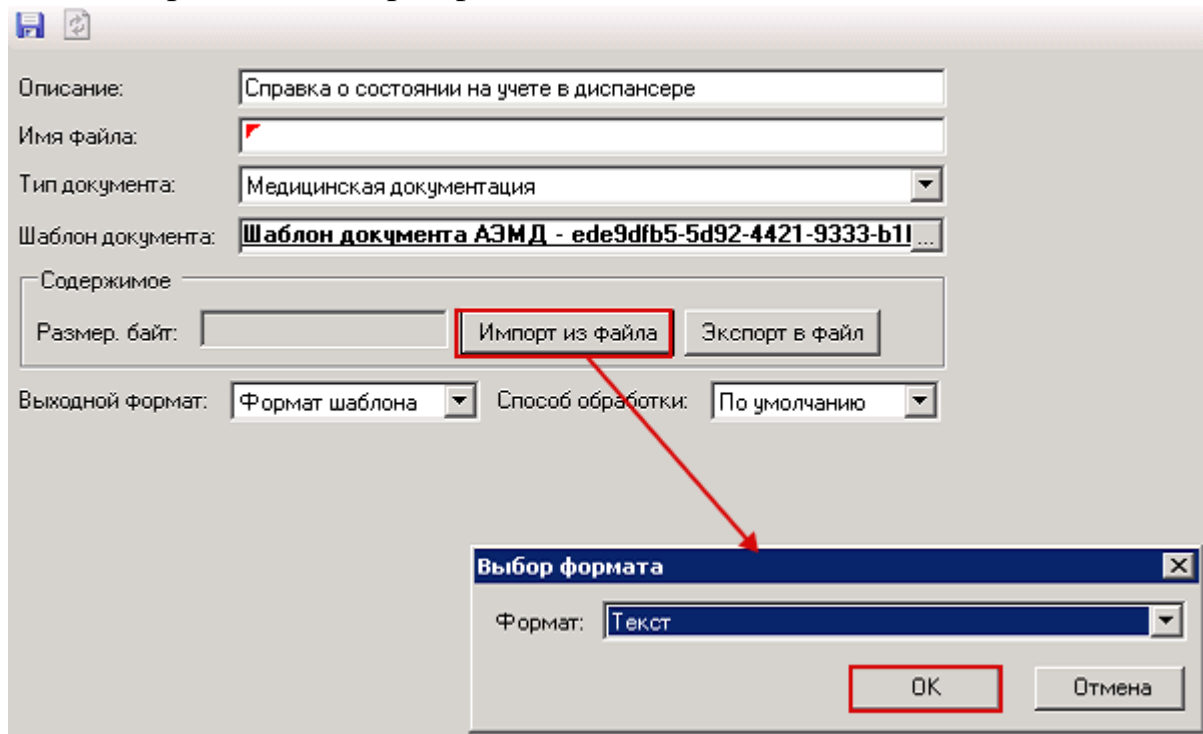 Описание: Справка о состоянии на учете в диспансере
Имя файла:
Тип документа: Медицинская документация
Шаблон документа: Шаблон документа АЭМД - ede9dfb5-5d92-4421-9333-b1 ...
Содержимое
Размер. байт: Импорт из файла Экспорт в файл
Выходной формат: Формат шаблона Способ обработки: По умолчанию
Выбор формата
Формат: Текст
OK Отмена